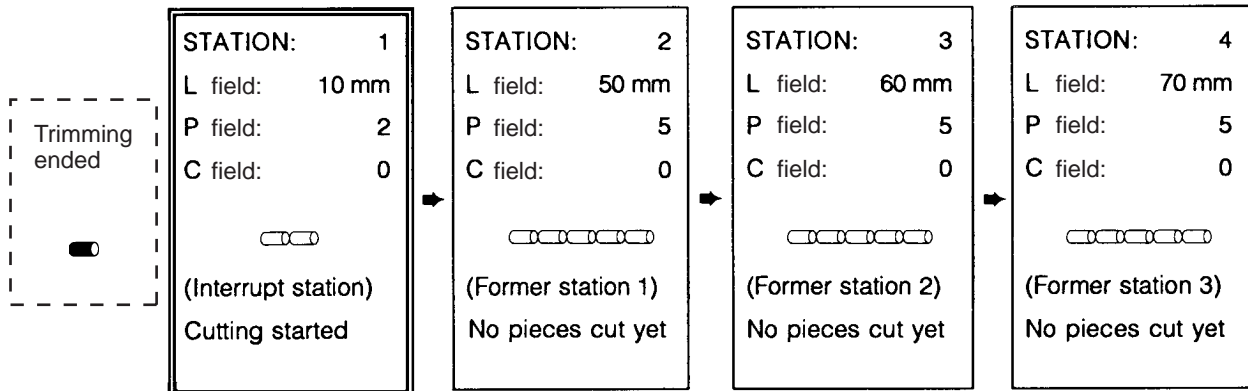 Trimming
ended
STATION: 1
L field: 10 mm
P field: 2
C field: 0
(Interrupt station)
Cutting started
STATION: 2
L field: 50 mm
P field: 5
C field: 0
(Former station 1)
No pieces cut yet
STATION: 3
L field: 60 mm
P field: 5
C field: 0
(Former station 2)
No pieces cut yet
STATION: 4
L field: 70 mm
P field: 5
C field: 0
(Former station 3)
No pieces cut yet